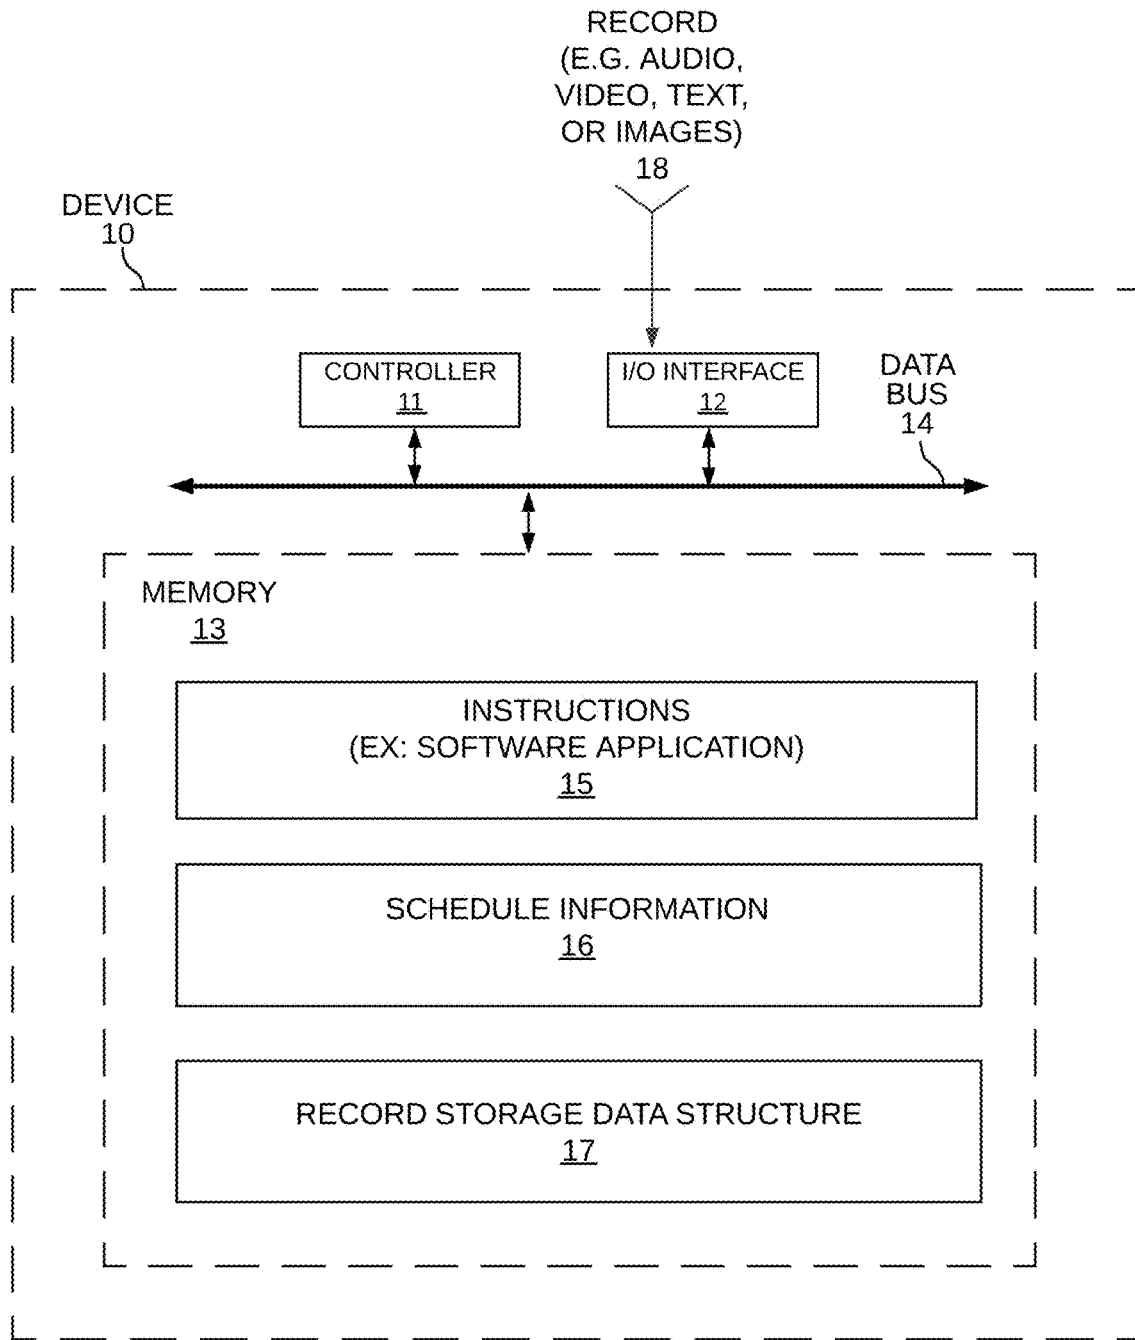 RECORD
(E.G. AUDIO,
VIDEO, TEXT,
OR IMAGES)
18
DEVICE
10
CONTROLLER
11
I/O INTERFACE
12
DATA
BUS
14
MEMORY
13
INSTRUCTIONS
(EX: SOFTWARE APPLICATION)
15
SCHEDULE INFORMATION
16
RECORD STORAGE DATA STRUCTURE
17